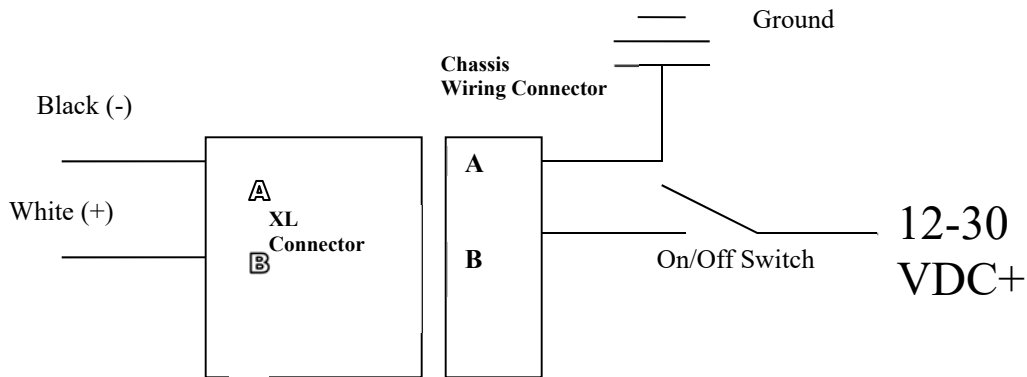 Ground
Chassis
Wiring Connector
Black (-)
A
A
White (+)
XL
Connector
B
B
On/Off Switch
12-30
VDC+